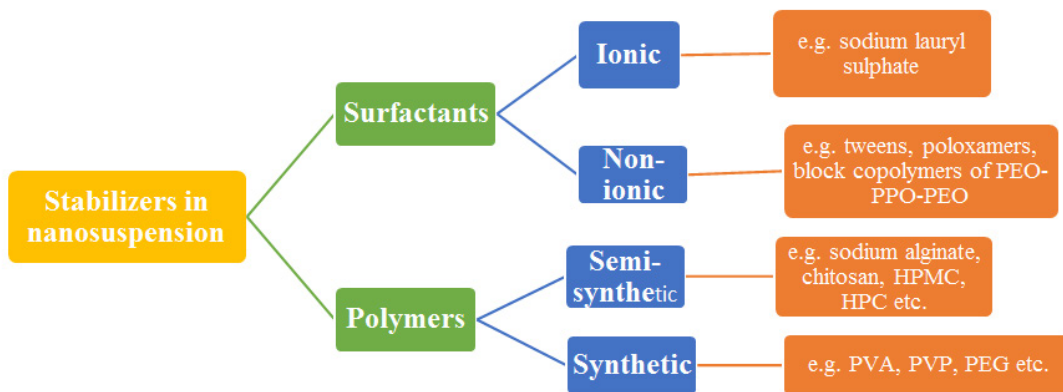 Stabilizers in
nanosuspension
Surfactants
Polymers
Ionic
Non-
ionic
Semi-
synthetic
Synthetic
e.g. sodium lauryl
sulphate
e.g. tweens, poloxamers,
block copolymers of PEO-
PPO-PEO
e.g. sodium alginate,
chitosan, HPMC,
HPC etc.
e.g. PVA, PVP, PEG etc.